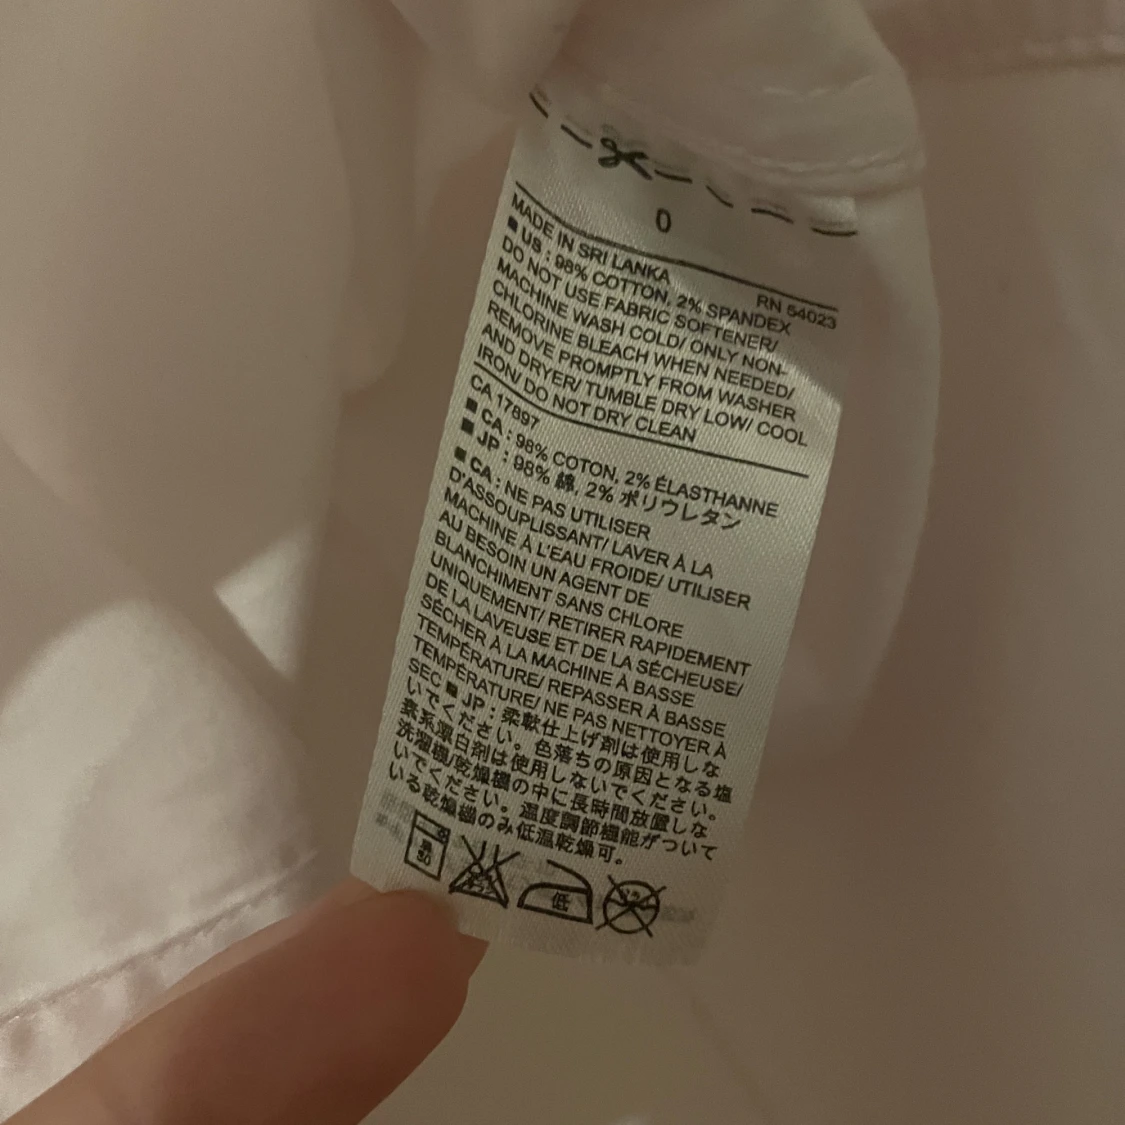 0
MADE IN SRI LANKA RN 54023
■ US : 98% COTTON, 2% SPANDEX
DO NOT USE FABRIC SOFTENER/
MACHINE WASH COLD/ ONLY NON-
CHLORINE BLEACH WHEN NEEDED/
REMOVE PROMPTLY FROM WASHER
AND DRYER/ TUMBLE DRY LOW/ COOL
IRON/ DO NOT DRY CLEAN
CA 17897
■ CA : 98% COTON, 2% ÉLASTHANNE
■ JP : 98% 綿, 2% ポリウレタン
■ CA : NE PAS UTILISER
D'ASSOUPLISSANT/ LAVER À LA
MACHINE À L'EAU FROIDE/ UTILISER
AU BESOIN UN AGENT DE
BLANCHIMENT SANS CHLORE
UNIQUEMENT/ RETIRER RAPIDEMENT
DE LA LAVEUSE ET DE LA SÉCHEUSE/
SÉCHER À LA MACHINE À BASSE
TEMPÉRATURE/ REPASSER À BASSE
TEMPÉRATURE/ NE PAS NETTOYER À
SEC ■ JP : 柔軟仕上げ剤は使用しな
いでください。色落ちの原因となる塩
素系漂白剤は使用しないでください。
洗濯機/乾燥機の中に長時間放置しな
いでください。温度調節機能がついて
いる乾燥機のみ低温乾燥可。
30 低